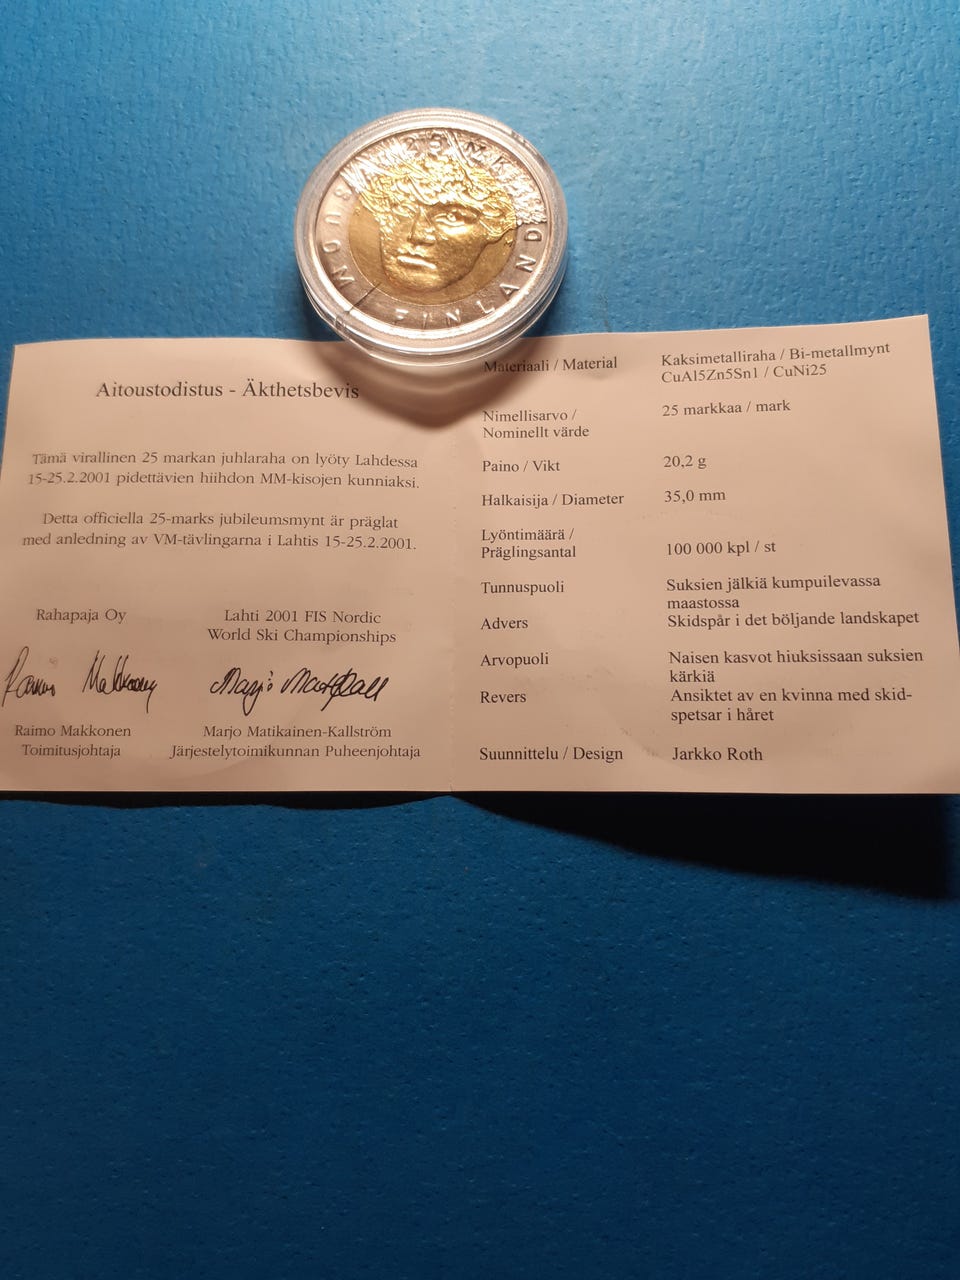 25 MK
SUOMI FINLAND
Aitoustodistus - Äkthetsbevis
Tämä virallinen 25 markan juhlaraha on lyöty Lahdessa
15-25.2.2001 pidettävien hiihdon MM-kisojen kunniaksi.
Detta officiella 25-marks jubileumsmynt är präglat
med anledning av VM-tävlingarna i Lahtis 15-25.2.2001.
Rahapaja Oy
Raimo Makkonen
Raimo Makkonen
Toimitusjohtaja
Lahti 2001 FIS Nordic
World Ski Championships
Marjo Matikainen-Kallström
Järjestelytoimikunnan Puheenjohtaja
Materiaali / Material Kaksimetalliraha / Bi-metallmynt
CuAl5Zn5Sn1 / CuNi25
Nimellisarvo / 25 markkaa / mark
Nominellt värde
Paino / Vikt 20,2 g
Halkaisija / Diameter 35,0 mm
Lyöntimäärä /
Präglingsantal 100 000 kpl / st
Tunnuspuoli Suksien jälkiä kumpuilevassa
maastossa
Advers Skidspår i det böljande landskapet
Arvopuoli Naisen kasvot hiuksissaan suksien
kärkiä
Revers Ansiktet av en kvinna med skid-
spetsar i håret
Suunnittelu / Design Jarkko Roth